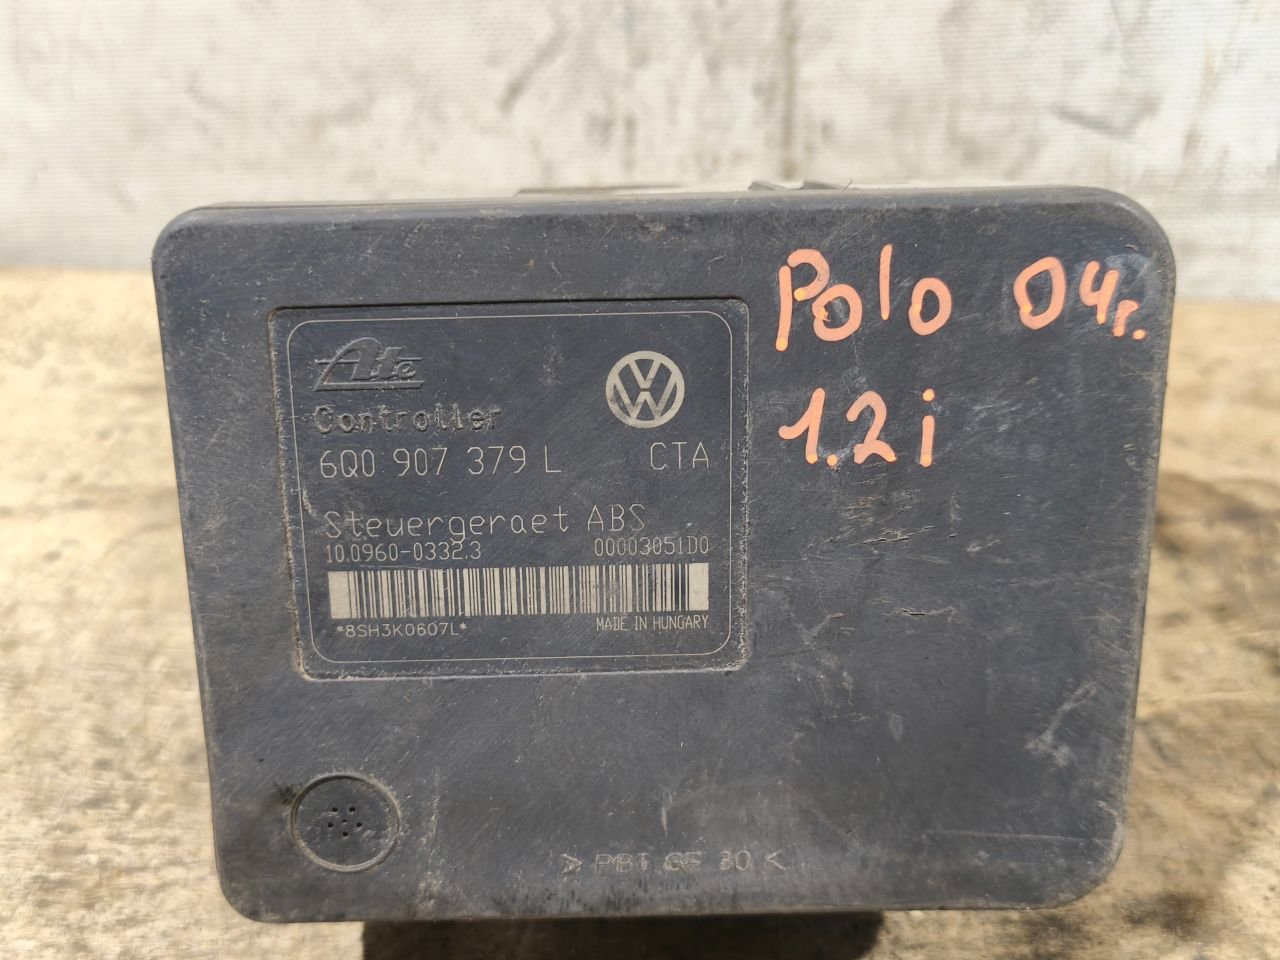 Ate
Controller
6Q0 907 379 L CTA
Steuergeraet ABS
10.0960-0332.3 00003051D0
*8SH3K0607L* MADE IN HUNGARY
Polo 04г.
1.2i
> PBT GF 30 <